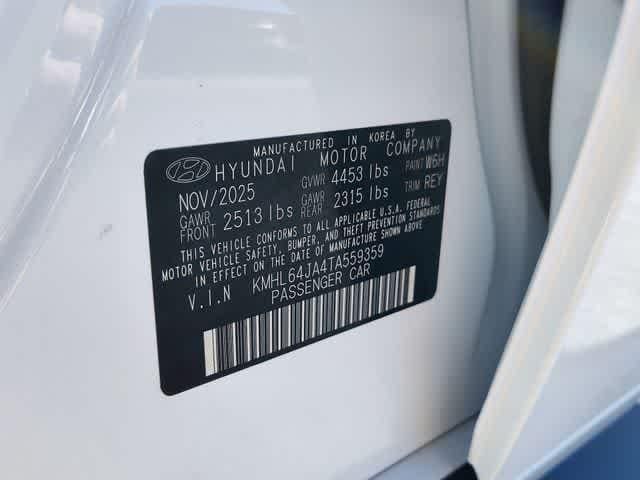 MANUFACTURED IN KOREA BY
HYUNDAI MOTOR COMPANY
NOV/2025 GVWR 4453 lbs PAINT W6H
GAWR FRONT 2513 lbs GAWR REAR 2315 lbs TRIM REY
THIS VEHICLE CONFORMS TO ALL APPLICABLE U.S.A. FEDERAL
MOTOR VEHICLE SAFETY, BUMPER, AND THEFT PREVENTION STANDARDS
IN EFFECT ON THE DATE OF MANUFACTURE SHOWN ABOVE.
V.I.N KMHL64JA4TA559359
PASSENGER CAR